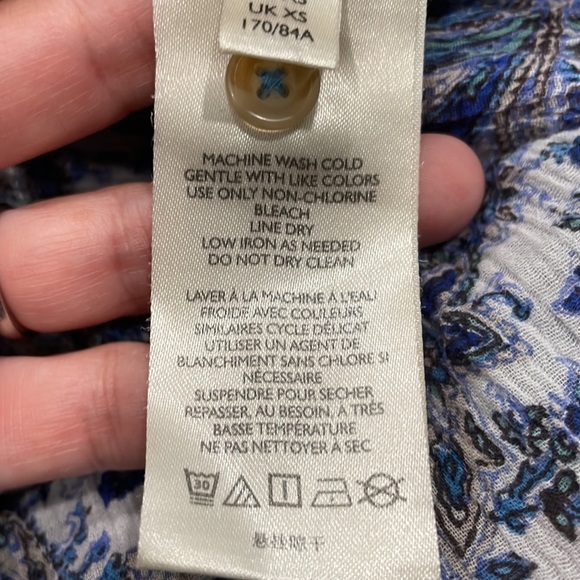 UK XS
170/84A
MACHINE WASH COLD
GENTLE WITH LIKE COLORS
USE ONLY NON-CHLORINE
BLEACH
LINE DRY
LOW IRON AS NEEDED
DO NOT DRY CLEAN
LAVER À LA MACHINE À L'EAU
FROIDE AVEC COULEURS
SIMILAIRES CYCLE DÉLICAT
UTILISER UN AGENT DE
BLANCHIMENT SANS CHLORE SI
NÉCESSAIRE
SUSPENDRE POUR SÉCHER
REPASSER, AU BESOIN, À TRÈS
BASSE TEMPÉRATURE
NE PAS NETTOYER À SEC
30
悬挂晾干